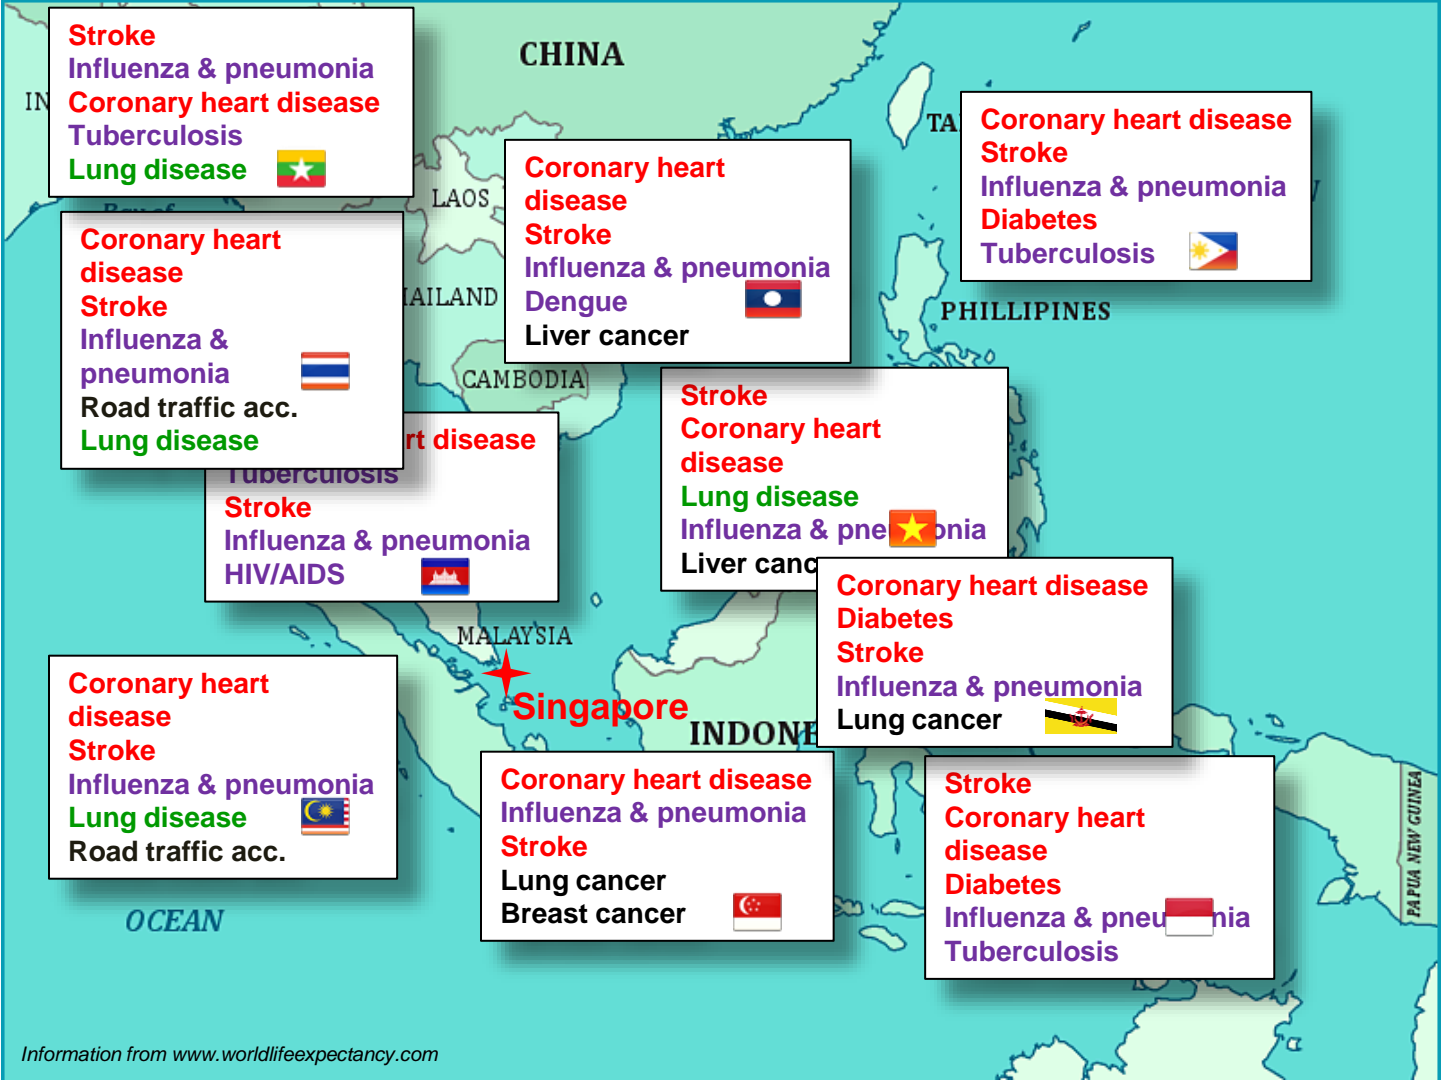 Stroke
Influenza & pneumonia
Coronary heart disease
Tuberculosis
Lung disease
CHINA
IN
LAOS
Coronary heart
disease
Stroke
Influenza & pneumonia
Dengue
Liver cancer
TA
Coronary heart disease
Stroke
Influenza & pneumonia
Diabetes
Tuberculosis
PHILLIPINES
Bay of
Coronary heart
disease
Stroke
Influenza &
pneumonia
Road traffic acc.
Lung disease
AILAND
CAMBODIA
rt disease
Tuberculosis
Stroke
Influenza & pneumonia
HIV/AIDS
Stroke
Coronary heart
disease
Lung disease
Influenza & pne onia
Liver canc
Coronary heart disease
Diabetes
Stroke
Influenza & pneumonia
Lung cancer
MALAYSIA
Singapore
INDONE
Coronary heart
disease
Stroke
Influenza & pneumonia
Lung disease
Road traffic acc.
Coronary heart disease
Influenza & pneumonia
Stroke
Lung cancer
Breast cancer
Stroke
Coronary heart
disease
Diabetes
Influenza & pneu nia
Tuberculosis
PAPUA NEW GUINEA
OCEAN
Information from www.worldlifeexpectancy.com